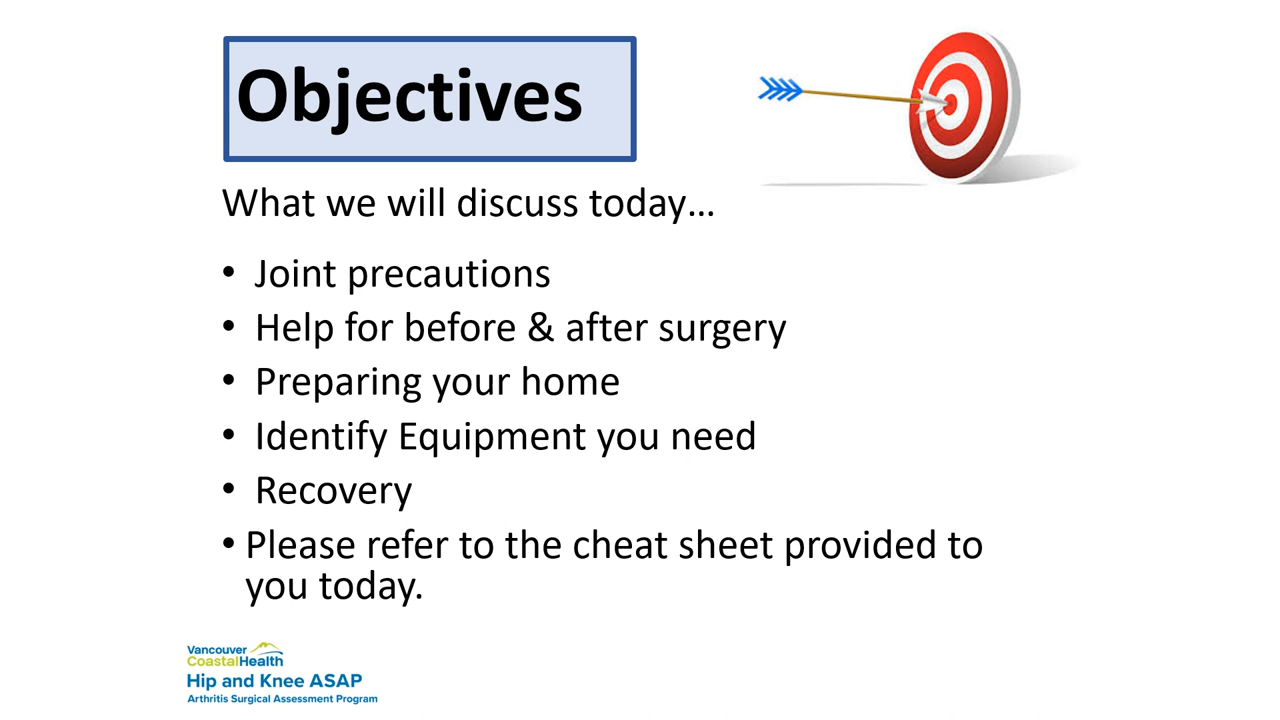 Objectives
What we will discuss today…
• Joint precautions
• Help for before & after surgery
• Preparing your home
• Identify Equipment you need
• Recovery
• Please refer to the cheat sheet provided to
you today.
Vancouver
CoastalHealth
Hip and Knee ASAP
Arthritis Surgical Assessment Program